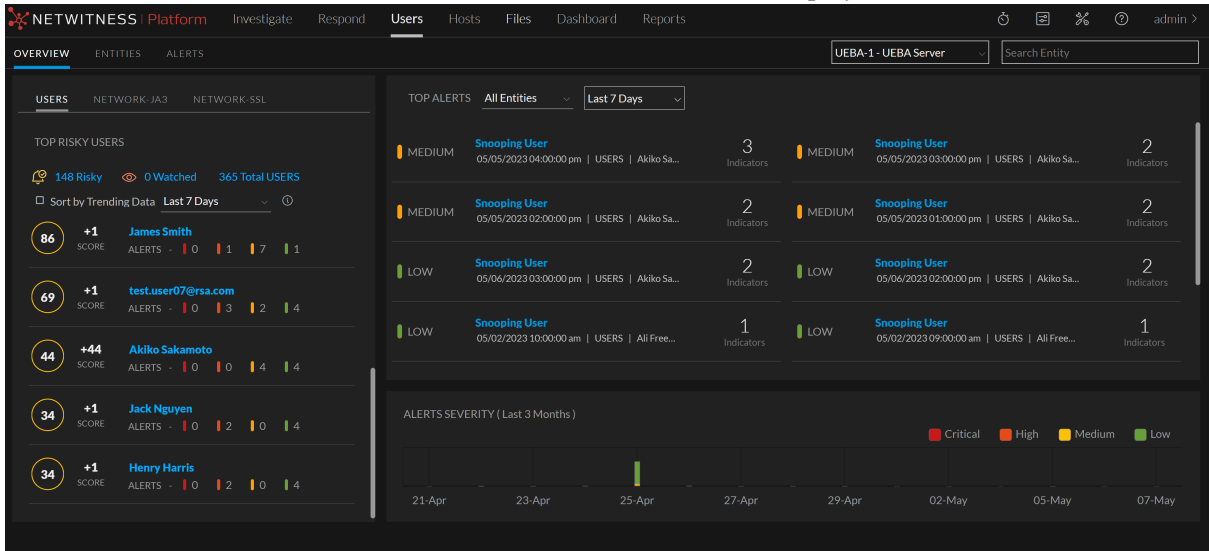 NETWITNESS | Platform Investigate Respond Users Hosts Files Dashboard Reports admin >
OVERVIEW ENTITIES ALERTS UEBA-1 - UEBA Server Search Entity
USERS NETWORK-JA3 NETWORK-SSL
TOP RISKY USERS
148 Risky 0 Watched 365 Total USERS
Sort by Trending Data Last 7 Days
86 +1 SCORE James Smith
ALERTS - 0 1 7 1
69 +1 SCORE test.user07@rsa.com
ALERTS - 0 3 2 4
44 +44 SCORE Akiko Sakamoto
ALERTS - 0 0 4 4
34 +1 SCORE Jack Nguyen
ALERTS - 0 2 0 4
34 +1 SCORE Henry Harris
ALERTS - 0 2 0 4
TOP ALERTS All Entities Last 7 Days
MEDIUM Snooping User 3
05/05/2023 04:00:00 pm | USERS | Akiko Sa... Indicators
MEDIUM Snooping User 2
05/05/2023 03:00:00 pm | USERS | Akiko Sa... Indicators
MEDIUM Snooping User 2
05/05/2023 02:00:00 pm | USERS | Akiko Sa... Indicators
MEDIUM Snooping User 2
05/05/2023 01:00:00 pm | USERS | Akiko Sa... Indicators
LOW Snooping User 2
05/06/2023 03:00:00 pm | USERS | Akiko Sa... Indicators
LOW Snooping User 2
05/06/2023 02:00:00 pm | USERS | Akiko Sa... Indicators
LOW Snooping User 1
05/02/2023 10:00:00 am | USERS | Ali Free... Indicators
LOW Snooping User 1
05/02/2023 09:00:00 am | USERS | Ali Free... Indicators
ALERTS SEVERITY ( Last 3 Months )
Critical High Medium Low
21-Apr 23-Apr 25-Apr 27-Apr 29-Apr 02-May 05-May 07-May